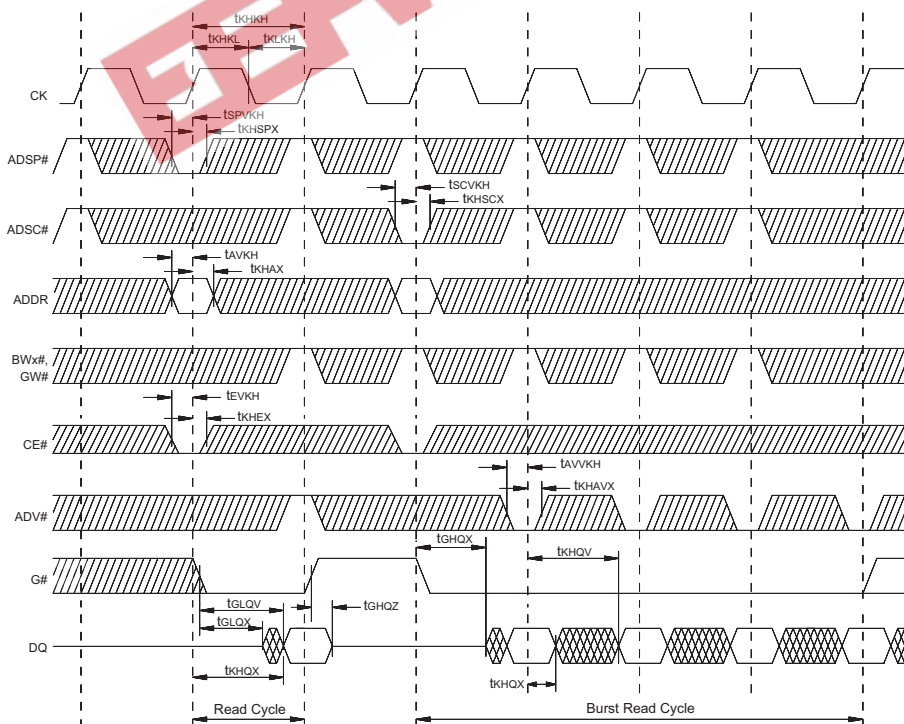 tKHKH
tKHKL tKLKH
CK
tSPVKH
tKHSPX
ADSP#
tSCVKH
tKHSCX
ADSC#
tAVKH
tKHAX
ADDR
BWx#,
GW#
tEVKH
tKHEX
CE#
tAVVKH
tKHAVX
ADV#
tGHQX tKHQV
G#
tGLQV tGHQZ
tGLQX
DQ
tKHQX tKHQX
Read Cycle Burst Read Cycle